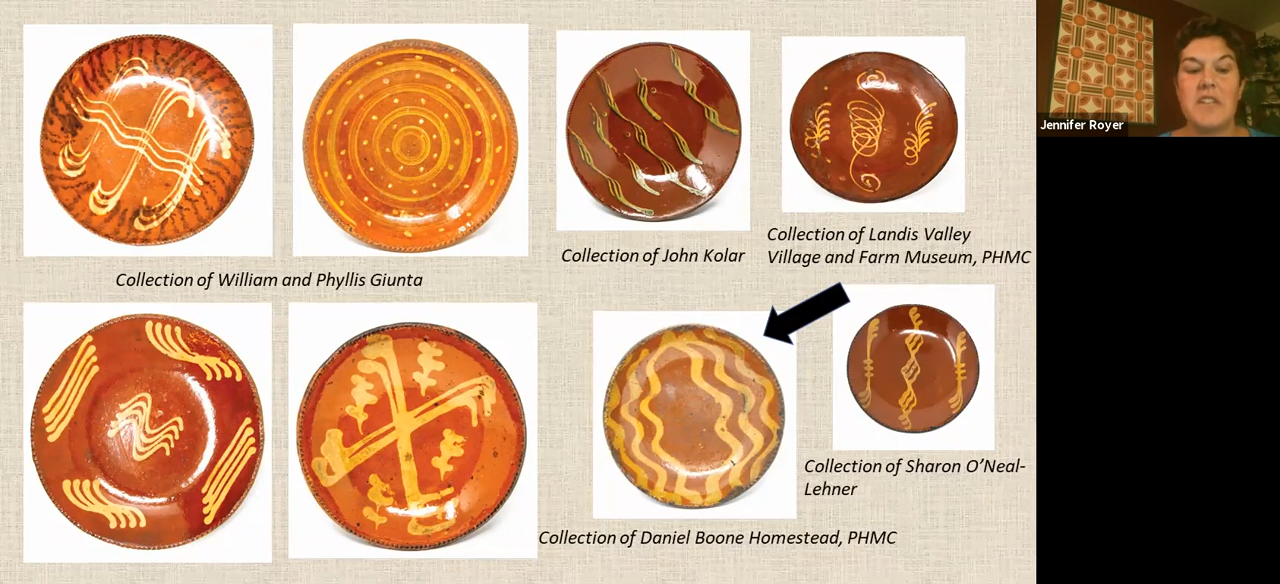 Jennifer Royer
Collection of John Kolar
Collection of Landis Valley
Village and Farm Museum, PHMC
Collection of William and Phyllis Giunta
Collection of Sharon O'Neal-
Lehner
Collection of Daniel Boone Homestead, PHMC